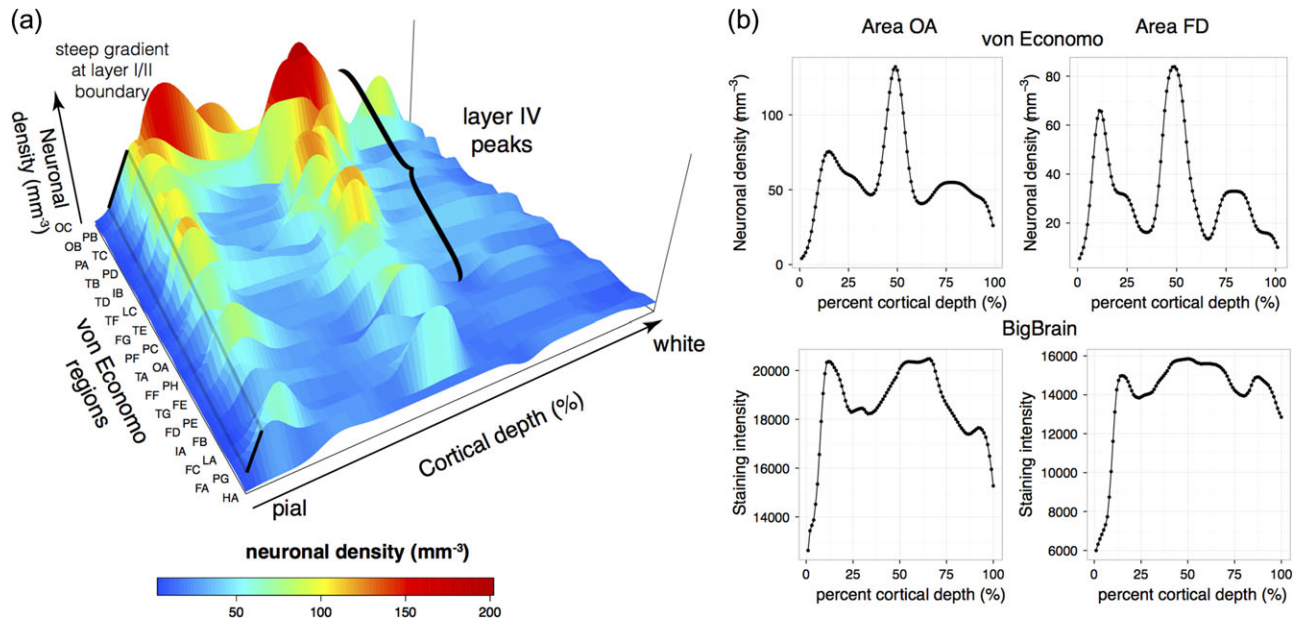 (a)
steep gradient
at layer I/II
boundary
Neuronal
density (mm⁻³)
layer IV
peaks
OC
PB
OB
TC
PA
PD
TB
IB
TD
LC
TF
TE
FG
PC
PF
OA
TA
PH
FF
FE
TG
PE
FD
FB
IA
LA
FC
PG
FA
HA
von Economo
regions
pial
Cortical depth (%)
white
neuronal density (mm⁻³)
50
100
150
200
(b)
Area OA
von Economo
Area FD
Neuronal density (mm⁻³)
100
50
0
0
25
50
75
100
percent cortical depth (%)
Neuronal density (mm⁻³)
80
60
40
20
0
25
50
75
100
percent cortical depth (%)
BigBrain
Staining intensity
20000
18000
16000
14000
0
25
50
75
100
percent cortical depth (%)
Staining intensity
16000
14000
12000
10000
8000
6000
0
25
50
75
100
percent cortical depth (%)